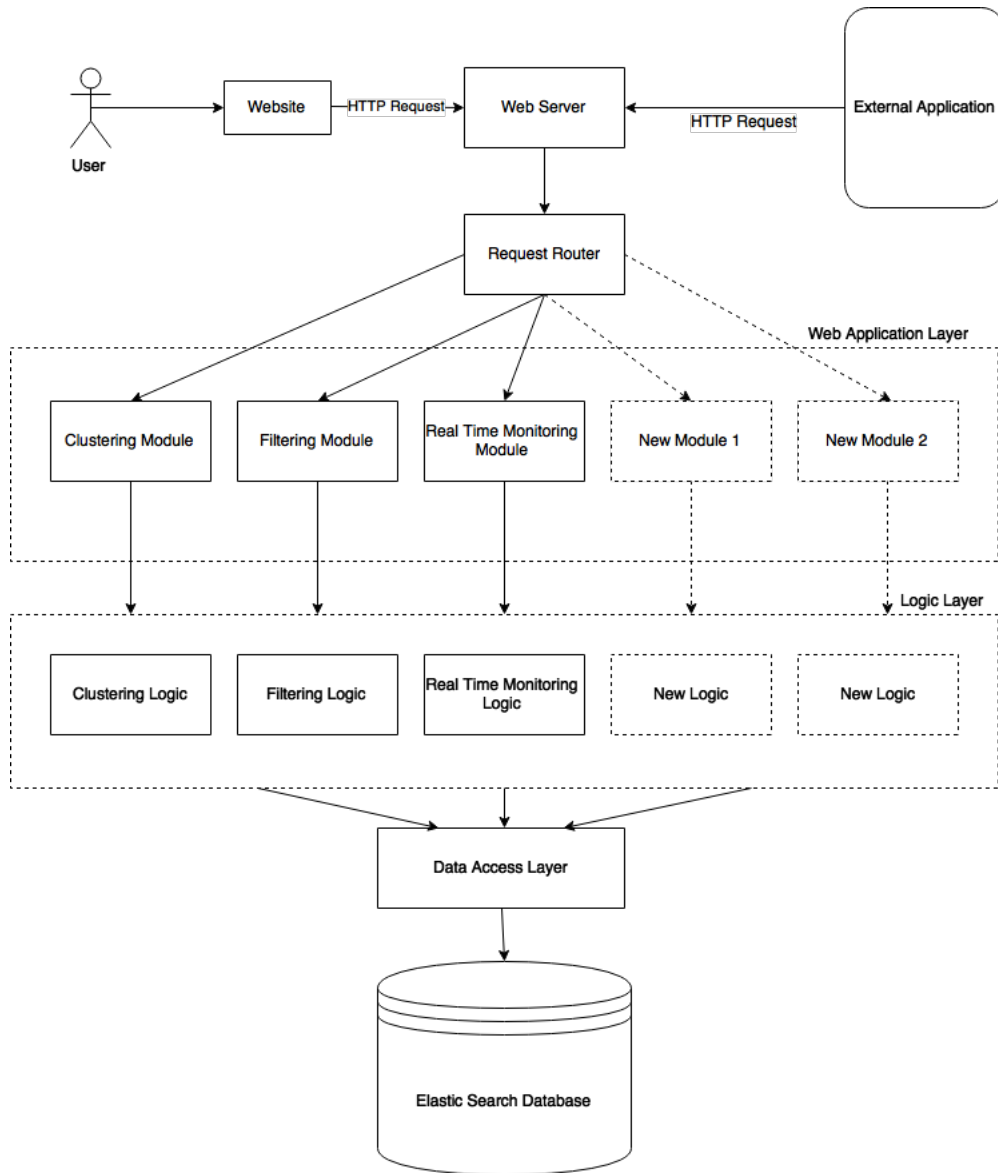 Website
HTTP Request
Web Server
HTTP Request
External Application
User
Request Router
Web Application Layer
Clustering Module
Filtering Module
Real Time Monitoring
Module
New Module 1
New Module 2
Logic Layer
Clustering Logic
Filtering Logic
Real Time Monitoring
Logic
New Logic
New Logic
Data Access Layer
Elastic Search Database